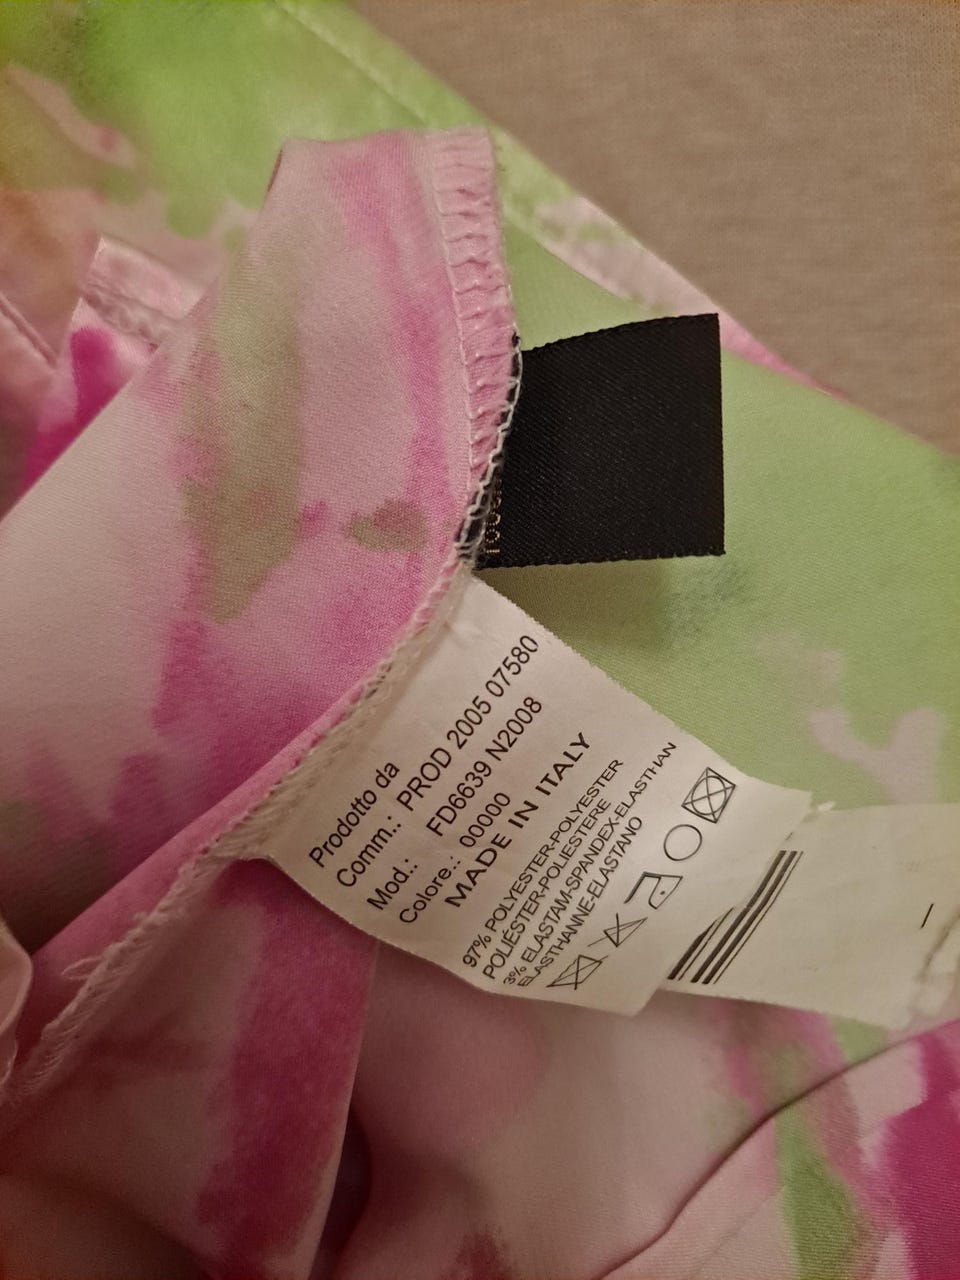 Prodotto da
Comm.: PROD 2005 07580
Mod.: FD6639 N2008
Colore.: 00000
MADE IN ITALY
97% POLYESTER-POLYESTER
POLIÉSTER-POLIESTERE
3% ELASTAM-SPANDEX-ELASTHAN
ELASTHANNE-ELASTANO